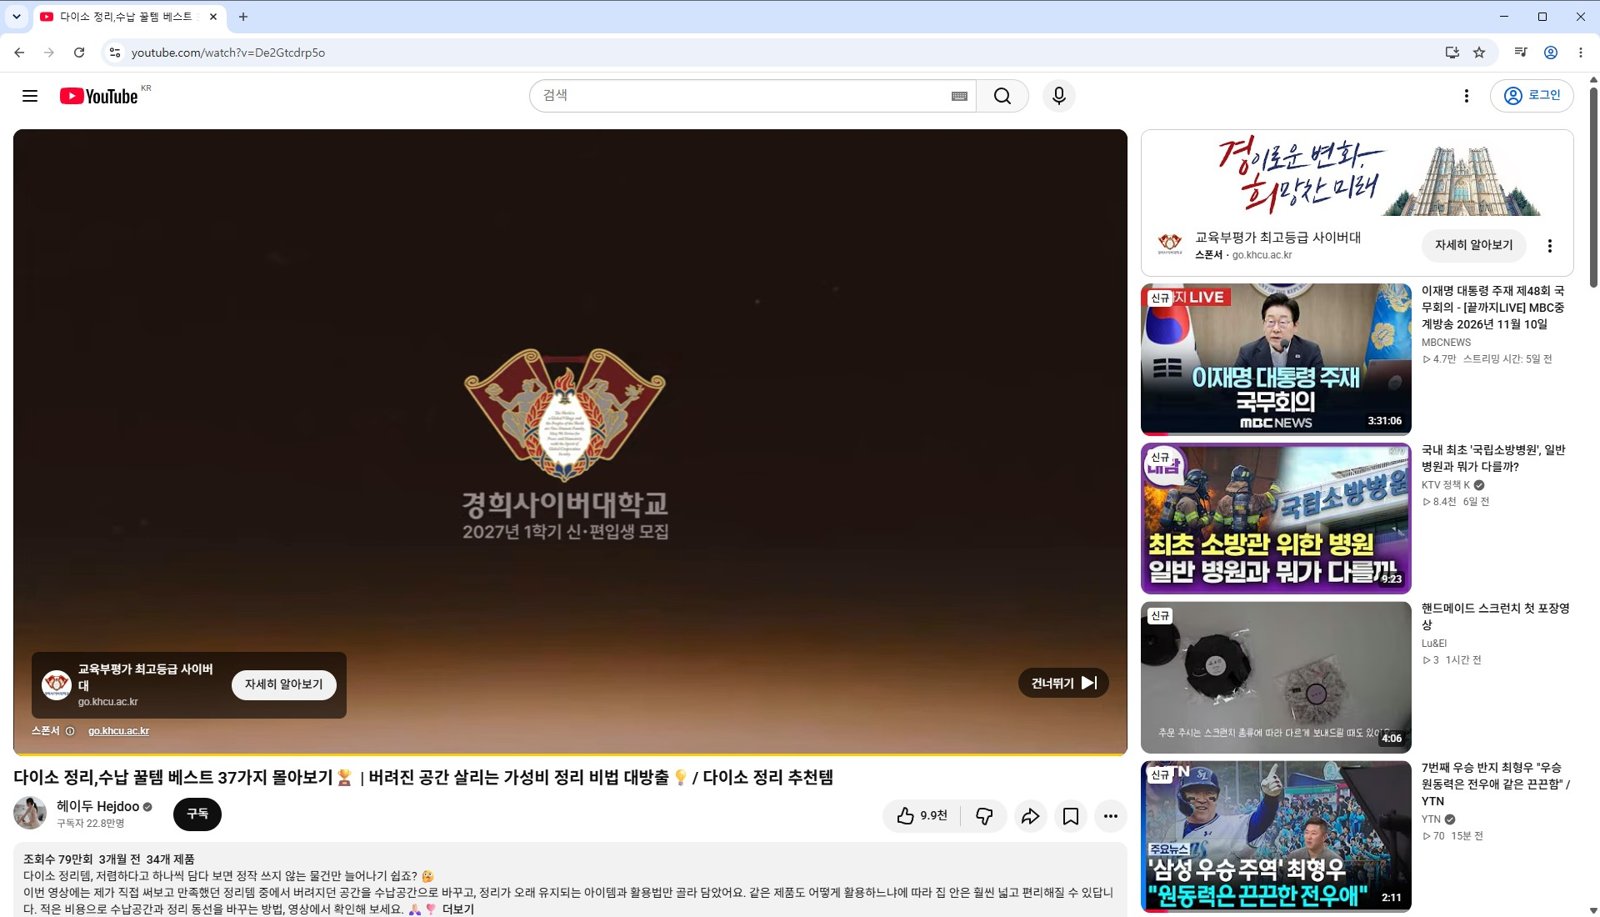 다이소 정리,수납 꿀템 베스트
youtube.com/watch?v=De2Gtcdrp5o
YouTube KR
검색
로그인
경희사이버대학교
2027년 1학기 신·편입생 모집
교육부평가 최고등급 사이버
대
go.khcu.ac.kr
자세히 알아보기
스폰서
go.khcu.ac.kr
건너뛰기
다이소 정리,수납 꿀템 베스트 37가지 몰아보기🏆 | 버려진 공간 살리는 가성비 정리 비법 대방출💡 / 다이소 정리 추천템
헤이두 Hejdoo
구독자 22.8만명
구독
9.9천
조회수 79만회 3개월 전 34개 제품
다이소 정리템, 저렴하다고 하나씩 담다 보면 정작 쓰지 않는 물건만 늘어나기 쉽죠? 🤔
이번 영상에는 제가 직접 써보고 만족했던 정리템 중에서 버려지던 공간을 수납공간으로 바꾸고, 정리가 오래 유지되는 아이템과 활용법만 골라 담았어요. 같은 제품도 어떻게 활용하느냐에 따라 집 안은 훨씬 넓고 편리해질 수 있답니
다. 적은 비용으로 수납공간과 정리 동선을 바꾸는 방법, 영상에서 확인해 보세요. 🙏🏻❣️ 더보기
경이로운 변화,
희망찬 미래
교육부평가 최고등급 사이버대
스폰서 · go.khcu.ac.kr
자세히 알아보기
신규
지 LIVE
이재명 대통령 주재
국무회의
MBC NEWS
3:31:06
이재명 대통령 주재 제48회 국
무회의 - [끝까지LIVE] MBC중
계방송 2026년 11월 10일
MBCNEWS
4.7만 스트리밍 시간: 5일 전
신규
국립소방병원
최초 소방관 위한 병원
일반 병원과 뭐가 다를까
9:23
국내 최초 '국립소방병원', 일반
병원과 뭐가 다를까?
KTV 정책 K
8.4천 6일 전
신규
주문 주시는 스크런치 종류에 따라 다르게 보내드릴 때도 있어
4:06
핸드메이드 스크런치 첫 포장영
상
Lu&El
3 1시간 전
신규
주요뉴스
'삼성 우승 주역' 최형우
"원동력은 끈끈한 전우애"
2:11
7번째 우승 반지 최형우 "우승
원동력은 전우애 같은 끈끈함" /
YTN
YTN
70 15분 전